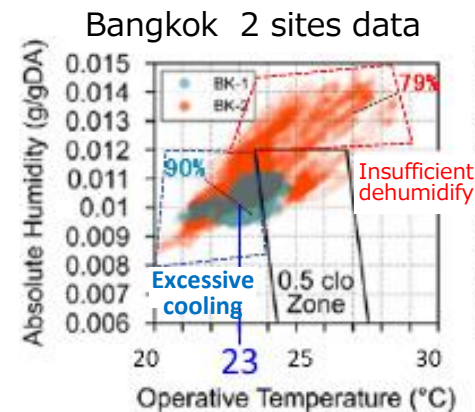 Bangkok 2 sites data
Absolute Humidity (g/gDA)
0.015
0.014
0.013
0.012
0.011
0.010
0.009
0.008
0.007
0.006
BK-1
BK-2
79%
90%
Insufficient
dehumidify
Excessive
cooling
0.5 clo
Zone
20
23
25
30
Operative Temperature (°C)